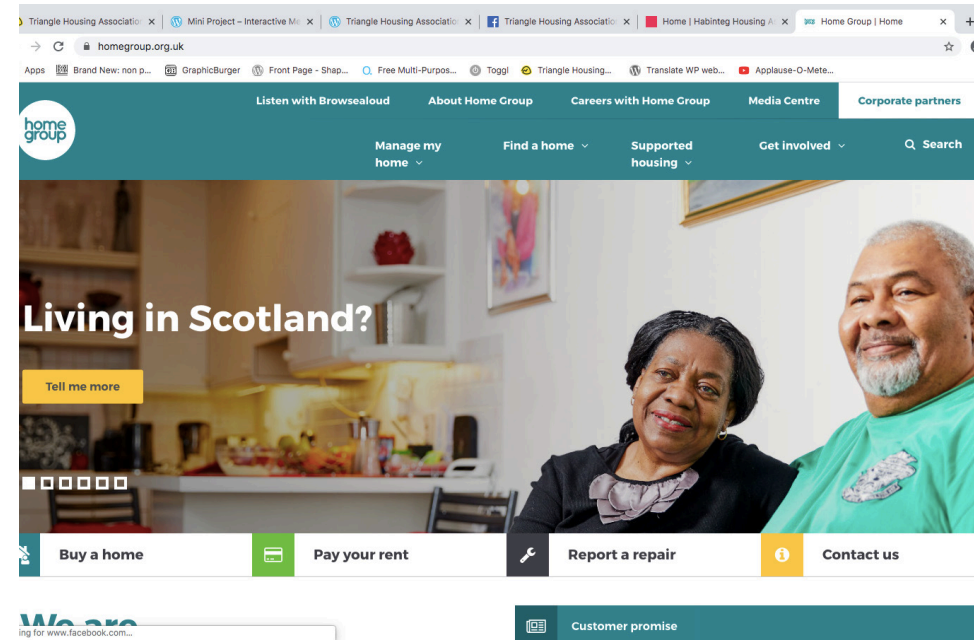 Triangle Housing Association
Mini Project – Interactive Me
Triangle Housing Association
Triangle Housing Association
Home | Habinteg Housing A
Home Group | Home
homegroup.org.uk
Apps
Brand New: non p...
GraphicBurger
Front Page - Shap...
Free Multi-Purpos...
Toggl
Triangle Housing...
Translate WP web...
Applause-O-Mete...
home
group
Listen with Browsealoud
About Home Group
Careers with Home Group
Media Centre
Corporate partners
Manage my
home
Find a home
Supported
housing
Get involved
Search
Living in Scotland?
Tell me more
Buy a home
Pay your rent
Report a repair
Contact us
We are
ing for www.facebook.com...
Customer promise